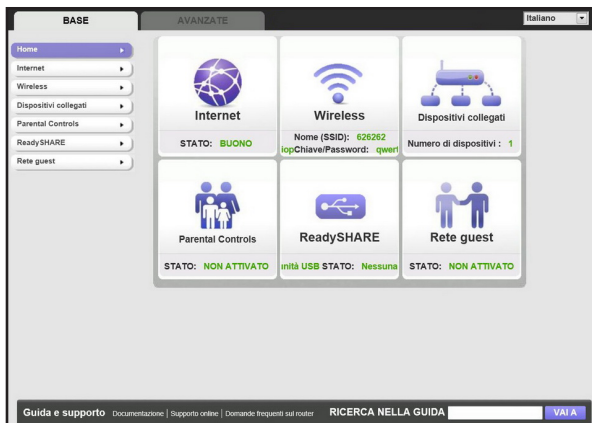 BASE
AVANZATE
Italiano
Home
Internet
Wireless
Dispositivi collegati
Parental Controls
ReadySHARE
Rete guest
Internet
STATO: BUONO
Wireless
Nome (SSID): 626262
iopChiave/Password: qwert
Dispositivi collegati
Numero di dispositivi : 1
Parental Controls
STATO: NON ATTIVATO
ReadySHARE
nità USB STATO: Nessuna
Rete guest
STATO: NON ATTIVATO
Guida e supporto Documentazione | Supporto online | Domande frequenti sul router RICERCA NELLA GUIDA VAI A